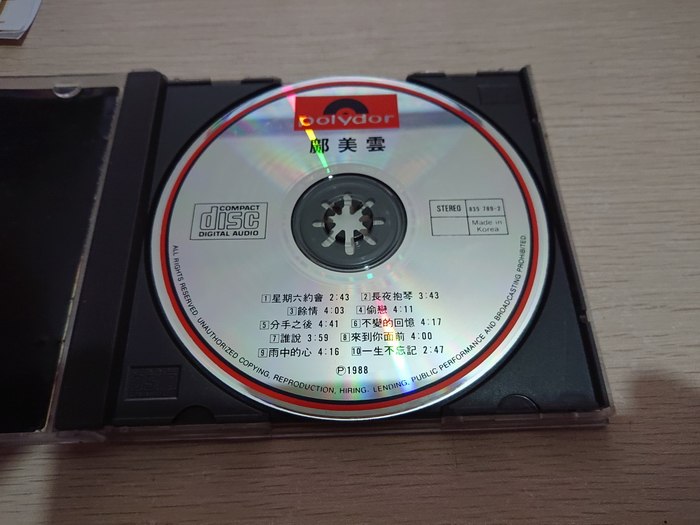 polydor
鄺美雲
COMPACT
disc
DIGITAL AUDIO
STEREO 835 789-2
Made in
Korea
1 星期六約會 2:43 2 長夜抱琴 3:43
3 餘情 4:03 4 偷戀 4:11
5 分手之後 4:41 6 不變的回憶 4:17
7 誰說 3:59 8 來到你面前 4:00
9 雨中的心 4:16 10 一生不忘記 2:47
Ⓟ1988
ALL RIGHTS RESERVED. UNAUTHORIZED COPYING, REPRODUCTION, HIRING, LENDING, PUBLIC PERFORMANCE AND BROADCASTING PROHIBITED.